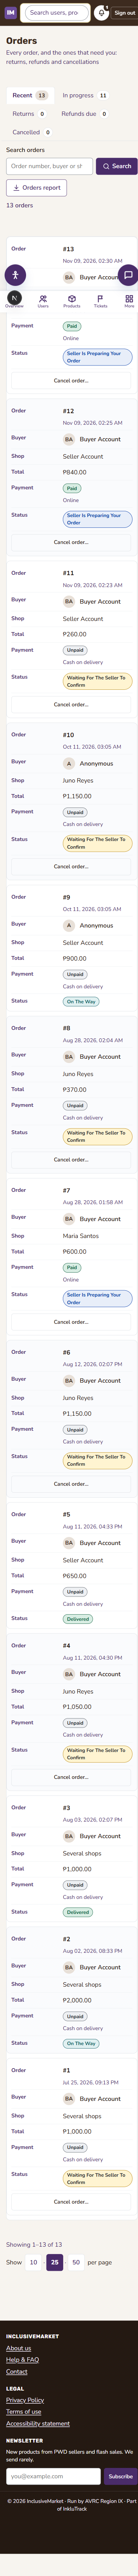 IM
Search users, pro
1
Sign out
Orders
Every order, and the ones that need you: returns, refunds and cancellations
Recent 13
In progress 11
Returns 0
Refunds due 0
Cancelled 0
Search orders
Order number, buyer or s
Search
Orders report
13 orders
Order #13
Nov 09, 2026, 02:30 AM
BA Buyer Account
N
Overview
Users
Products
Tickets
More
Payment Paid
Online
Status Seller Is Preparing Your Order
Cancel order...
Order #12
Nov 09, 2026, 02:25 AM
Buyer BA Buyer Account
Shop Seller Account
Total ₱840.00
Payment Paid
Online
Status Seller Is Preparing Your Order
Cancel order...
Order #11
Nov 09, 2026, 02:23 AM
Buyer BA Buyer Account
Shop Seller Account
Total ₱260.00
Payment Unpaid
Cash on delivery
Status Waiting For The Seller To Confirm
Cancel order...
Order #10
Oct 11, 2026, 03:05 AM
Buyer A Anonymous
Shop Juno Reyes
Total ₱1,150.00
Payment Unpaid
Cash on delivery
Status Waiting For The Seller To Confirm
Cancel order...
Order #9
Oct 11, 2026, 03:05 AM
Buyer A Anonymous
Shop Seller Account
Total ₱900.00
Payment Unpaid
Cash on delivery
Status On The Way
Order #8
Aug 28, 2026, 02:04 AM
Buyer BA Buyer Account
Shop Juno Reyes
Total ₱370.00
Payment Unpaid
Cash on delivery
Status Waiting For The Seller To Confirm
Cancel order...
Order #7
Aug 28, 2026, 01:58 AM
Buyer BA Buyer Account
Shop Maria Santos
Total ₱600.00
Payment Paid
Online
Status Seller Is Preparing Your Order
Cancel order...
Order #6
Aug 12, 2026, 02:07 PM
Buyer BA Buyer Account
Shop Juno Reyes
Total ₱1,150.00
Payment Unpaid
Cash on delivery
Status Waiting For The Seller To Confirm
Cancel order...
Order #5
Aug 11, 2026, 04:33 PM
Buyer BA Buyer Account
Shop Seller Account
Total ₱650.00
Payment Unpaid
Cash on delivery
Status Delivered
Order #4
Aug 11, 2026, 04:30 PM
Buyer BA Buyer Account
Shop Juno Reyes
Total ₱1,050.00
Payment Unpaid
Cash on delivery
Status Waiting For The Seller To Confirm
Cancel order...
Order #3
Aug 03, 2026, 02:07 PM
Buyer BA Buyer Account
Shop Several shops
Total ₱1,000.00
Payment Unpaid
Cash on delivery
Status Delivered
Order #2
Aug 02, 2026, 08:33 PM
Buyer BA Buyer Account
Shop Several shops
Total ₱2,000.00
Payment Unpaid
Cash on delivery
Status On The Way
Order #1
Jul 25, 2026, 09:13 PM
Buyer BA Buyer Account
Shop Several shops
Total ₱1,000.00
Payment Unpaid
Cash on delivery
Status Waiting For The Seller To Confirm
Cancel order...
Showing 1–13 of 13
Show 10 25 50 per page
INCLUSIVEMARKET
About us
Help & FAQ
Contact
LEGAL
Privacy Policy
Terms of use
Accessibility statement
NEWSLETTER
New products from PWD sellers and flash sales. We send rarely.
you@example.com
Subscribe
© 2026 InclusiveMarket · Run by AVRC Region IX · Part of InkluTrack